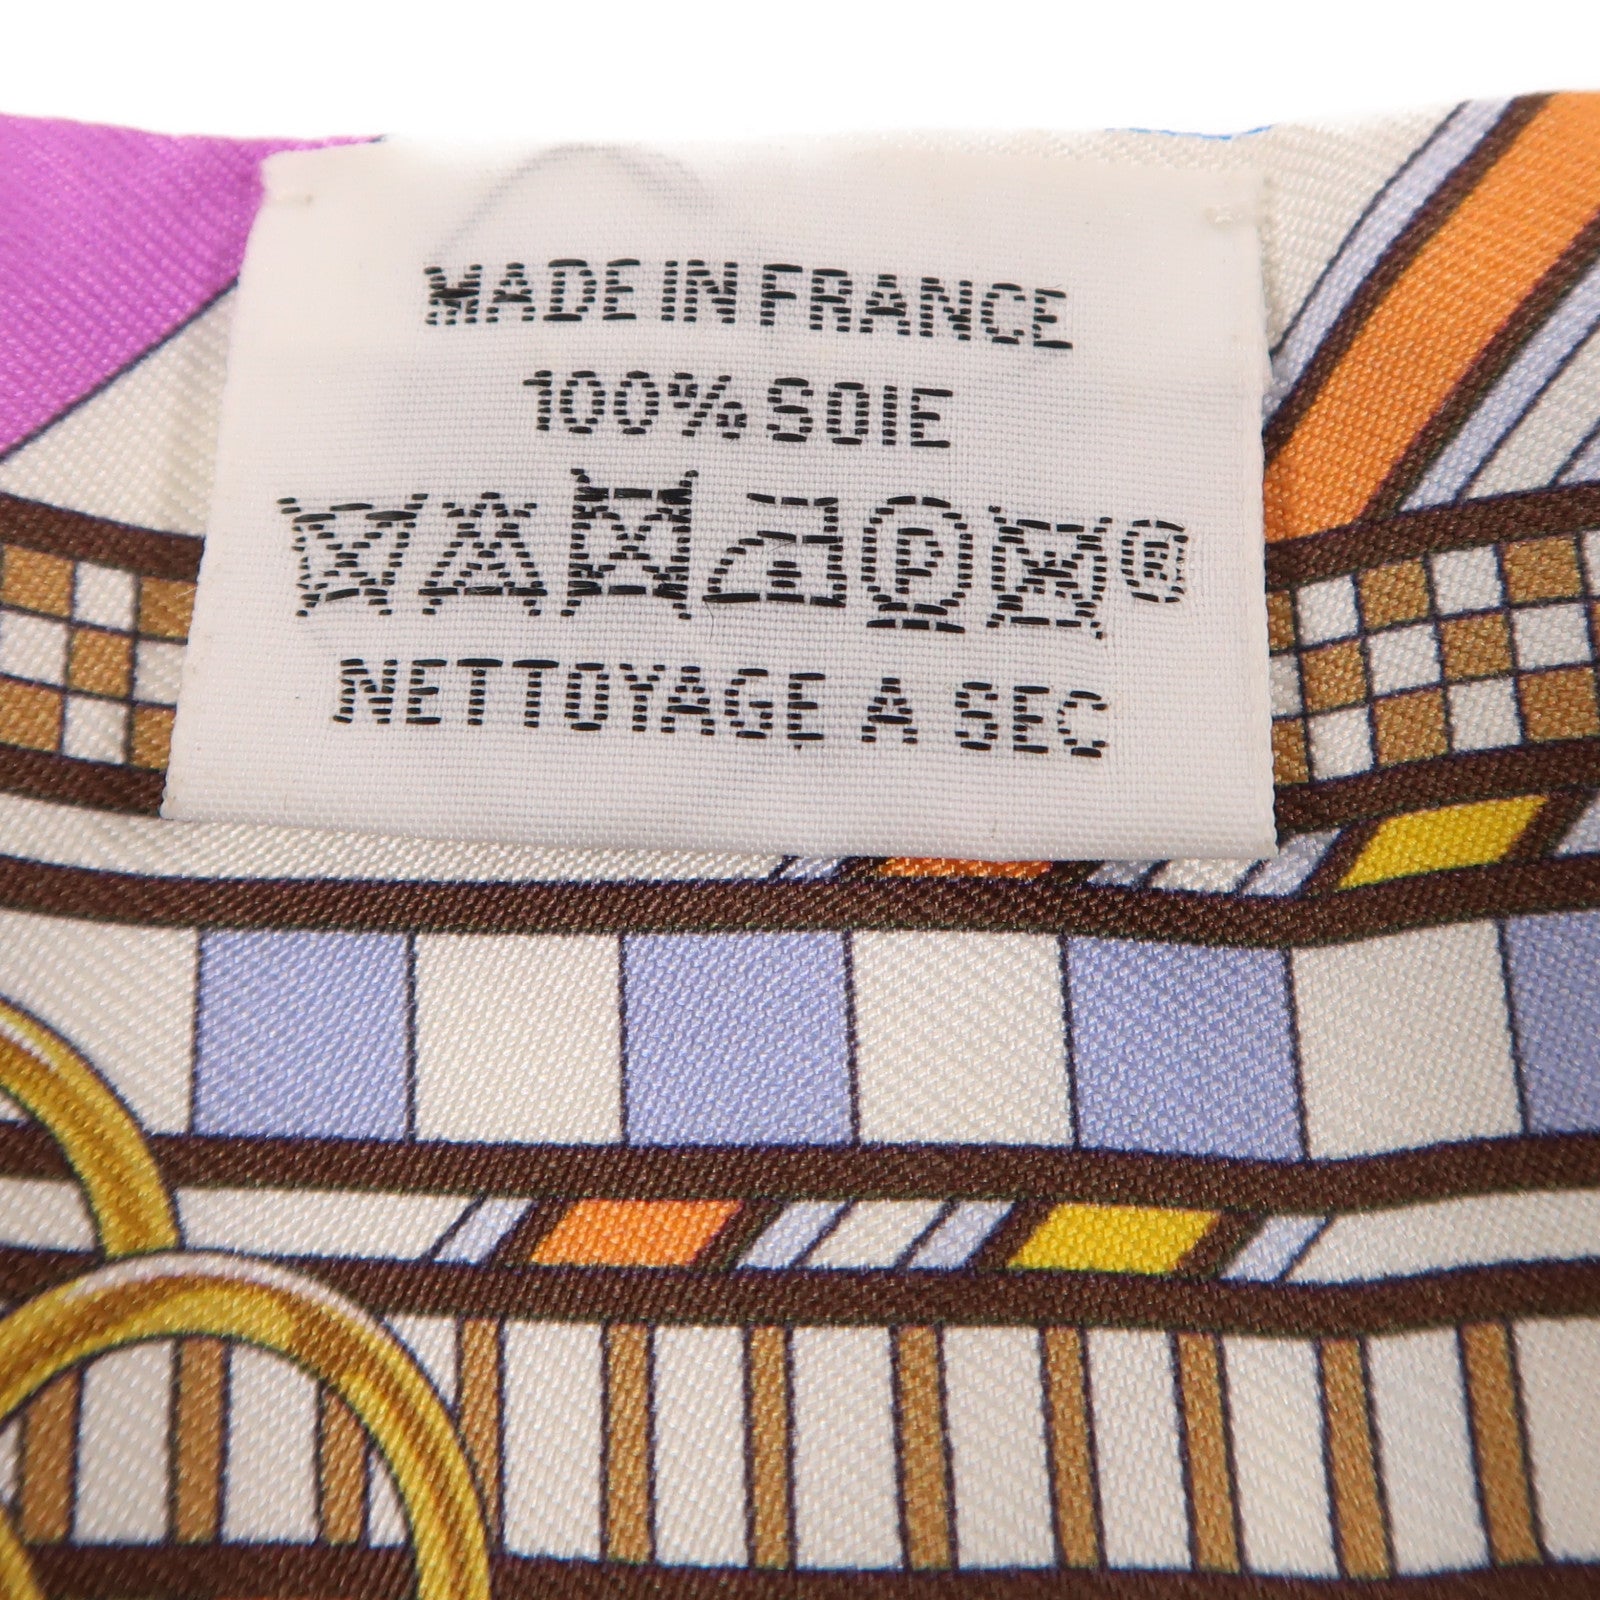 MADE IN FRANCE
100% SOIE
P ®
NETTOYAGE A SEC